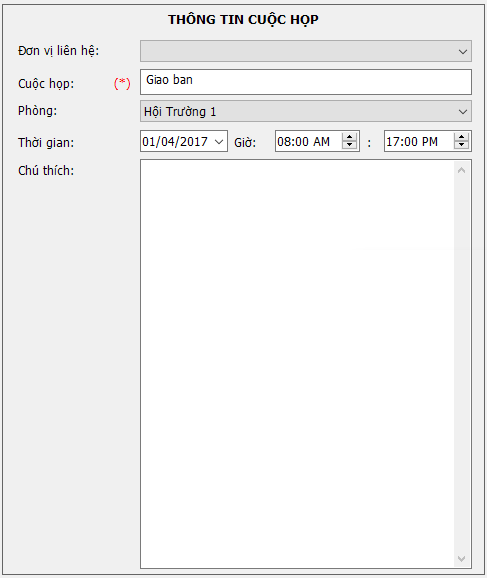 THÔNG TIN CUỘC HỌP
Đơn vị liên hệ:
Cuộc họp: (*) Giao ban
Phòng: Hội Trường 1
Thời gian: 01/04/2017 Giờ: 08:00 AM : 17:00 PM
Chú thích: